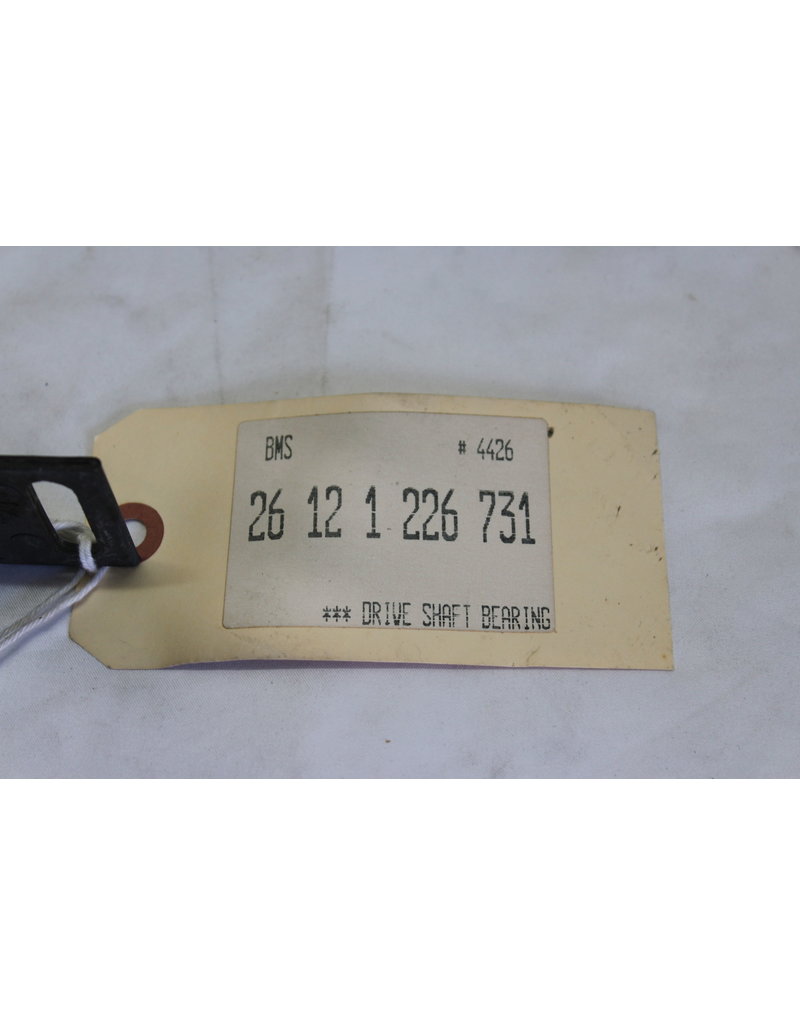 BMS # 4426
26 12 1 226 731
*** DRIVE SHAFT BEARING